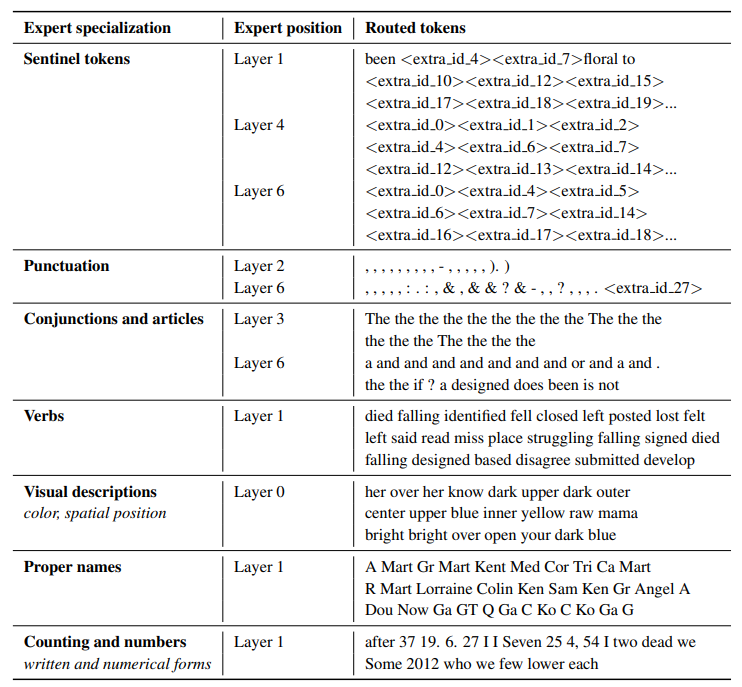 Expert specialization Expert position Routed tokens
Sentinel tokens Layer 1 been <extra_id_4><extra_id_7>floral to
<extra_id_10><extra_id_12><extra_id_15>
<extra_id_17><extra_id_18><extra_id_19>...
Layer 4 <extra_id_0><extra_id_1><extra_id_2>
<extra_id_4><extra_id_6><extra_id_7>
<extra_id_12><extra_id_13><extra_id_14>...
Layer 6 <extra_id_0><extra_id_4><extra_id_5>
<extra_id_6><extra_id_7><extra_id_14>
<extra_id_16><extra_id_17><extra_id_18>...
Punctuation Layer 2 , , , , , , , , , - , , , , , ). )
Layer 6 , , , , , : . : , & , & & ? & - , , ? , , , . <extra_id_27>
Conjunctions and articles Layer 3 The the the the the the the the the The the the
the the the The the the the
Layer 6 a and and and and and and and or and a and .
the the if ? a designed does been is not
Verbs Layer 1 died falling identified fell closed left posted lost felt
left said read miss place struggling falling signed died
falling designed based disagree submitted develop
Visual descriptions Layer 0 her over her know dark upper dark outer
color, spatial position center upper blue inner yellow raw mama
bright bright over open your dark blue
Proper names Layer 1 A Mart Gr Mart Kent Med Cor Tri Ca Mart
R Mart Lorraine Colin Ken Sam Ken Gr Angel A
Dou Now Ga GT Q Ga C Ko C Ko Ga G
Counting and numbers Layer 1 after 37 19. 6. 27 I I Seven 25 4, 54 I two dead we
written and numerical forms Some 2012 who we few lower each